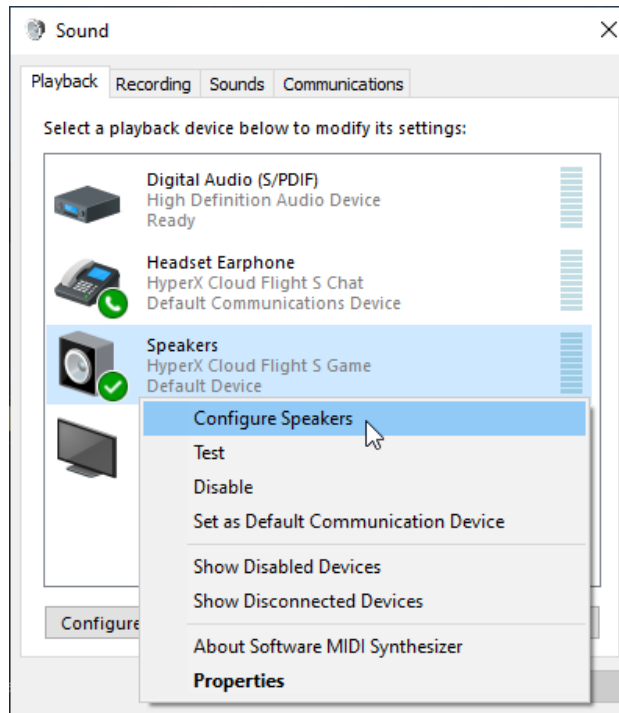 Sound
Playback Recording Sounds Communications
Select a playback device below to modify its settings:
Digital Audio (S/PDIF)
High Definition Audio Device
Ready
Headset Earphone
HyperX Cloud Flight S Chat
Default Communications Device
Speakers
HyperX Cloud Flight S Game
Default Device
Configure Speakers
Test
Disable
Set as Default Communication Device
Show Disabled Devices
Show Disconnected Devices
Configure
About Software MIDI Synthesizer
Properties